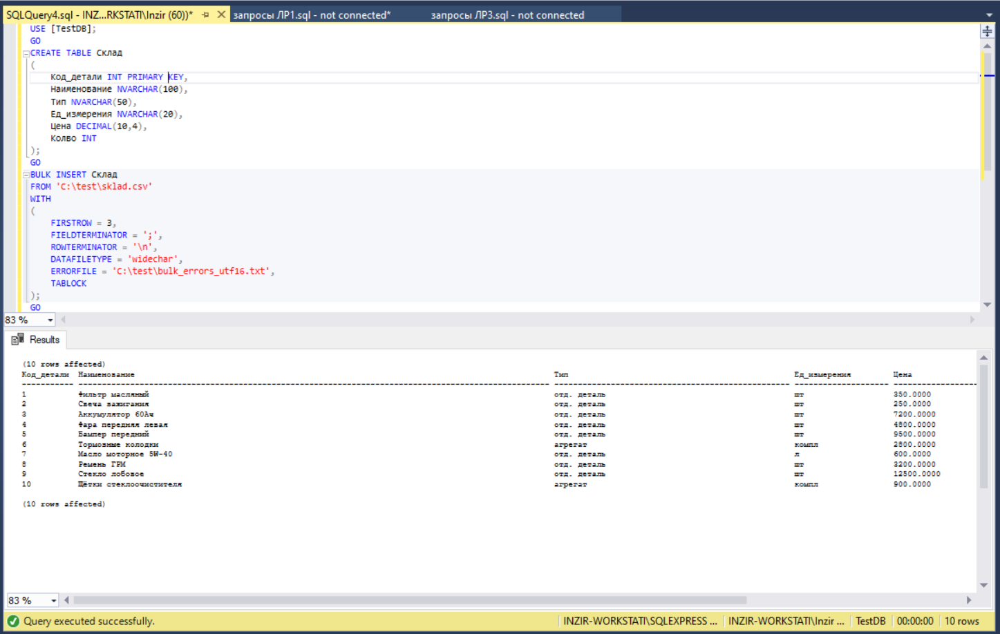 SQLQuery4.sql - INZ...RKSTATI\Inzir (60))* запросы ЛР1.sql - not connected* запросы ЛР3.sql - not connected
USE [TestDB];
GO
CREATE TABLE Склад
(
Код_детали INT PRIMARY KEY,
Наименование NVARCHAR(100),
Тип NVARCHAR(50),
Ед_измерения NVARCHAR(20),
Цена DECIMAL(10,4),
Колво INT
);
GO
BULK INSERT Склад
FROM 'C:\test\sklad.csv'
WITH
(
FIRSTROW = 3,
FIELDTERMINATOR = ';',
ROWTERMINATOR = '\n',
DATAFILETYPE = 'widechar',
ERRORFILE = 'C:\test\bulk_errors_utf16.txt',
TABLOCK
);
GO
83 %
Results
(10 rows affected)
Код_детали Наименование Тип Ед_измерения Цена
1 Фильтр масляный отд. деталь шт 350.0000
2 Свеча зажигания отд. деталь шт 250.0000
3 Аккумулятор 60Ач отд. деталь шт 7200.0000
4 Фара передняя левая отд. деталь шт 4800.0000
5 Бампер передний отд. деталь шт 9500.0000
6 Тормозные колодки агрегат компл 2800.0000
7 Масло моторное 5W-40 отд. деталь л 600.0000
8 Ремень ГРМ отд. деталь шт 3200.0000
9 Стекло лобовое отд. деталь шт 12500.0000
10 Щётки стеклоочистителя агрегат компл 900.0000
(10 rows affected)
83 %
Query executed successfully. INZIR-WORKSTATI\SQLEXPRESS ... INZIR-WORKSTATI\Inzir ... TestDB 00:00:00 10 rows